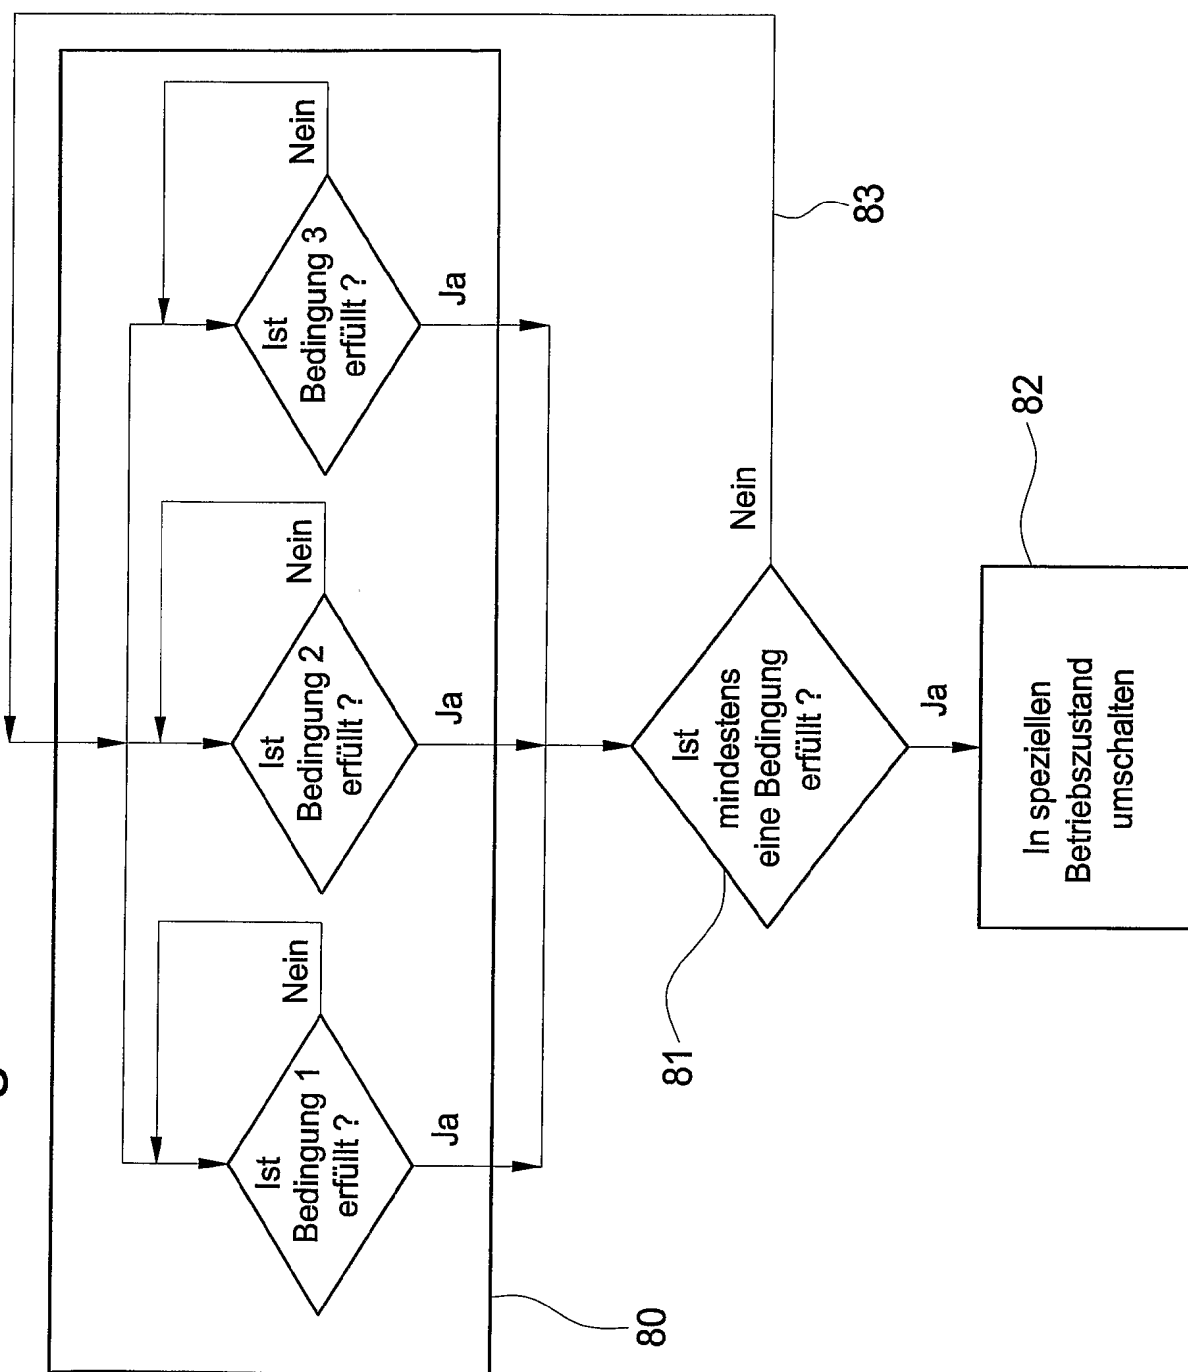 Ist
Bedingung 1
erfüllt ?
Nein
Ja
Ist
Bedingung 2
erfüllt ?
Nein
Ja
Ist
Bedingung 3
erfüllt ?
Nein
Ja
80
Ist
mindestens
eine Bedingung
erfüllt ?
81
Nein
83
Ja
In speziellen
Betriebszustand
umschalten
82